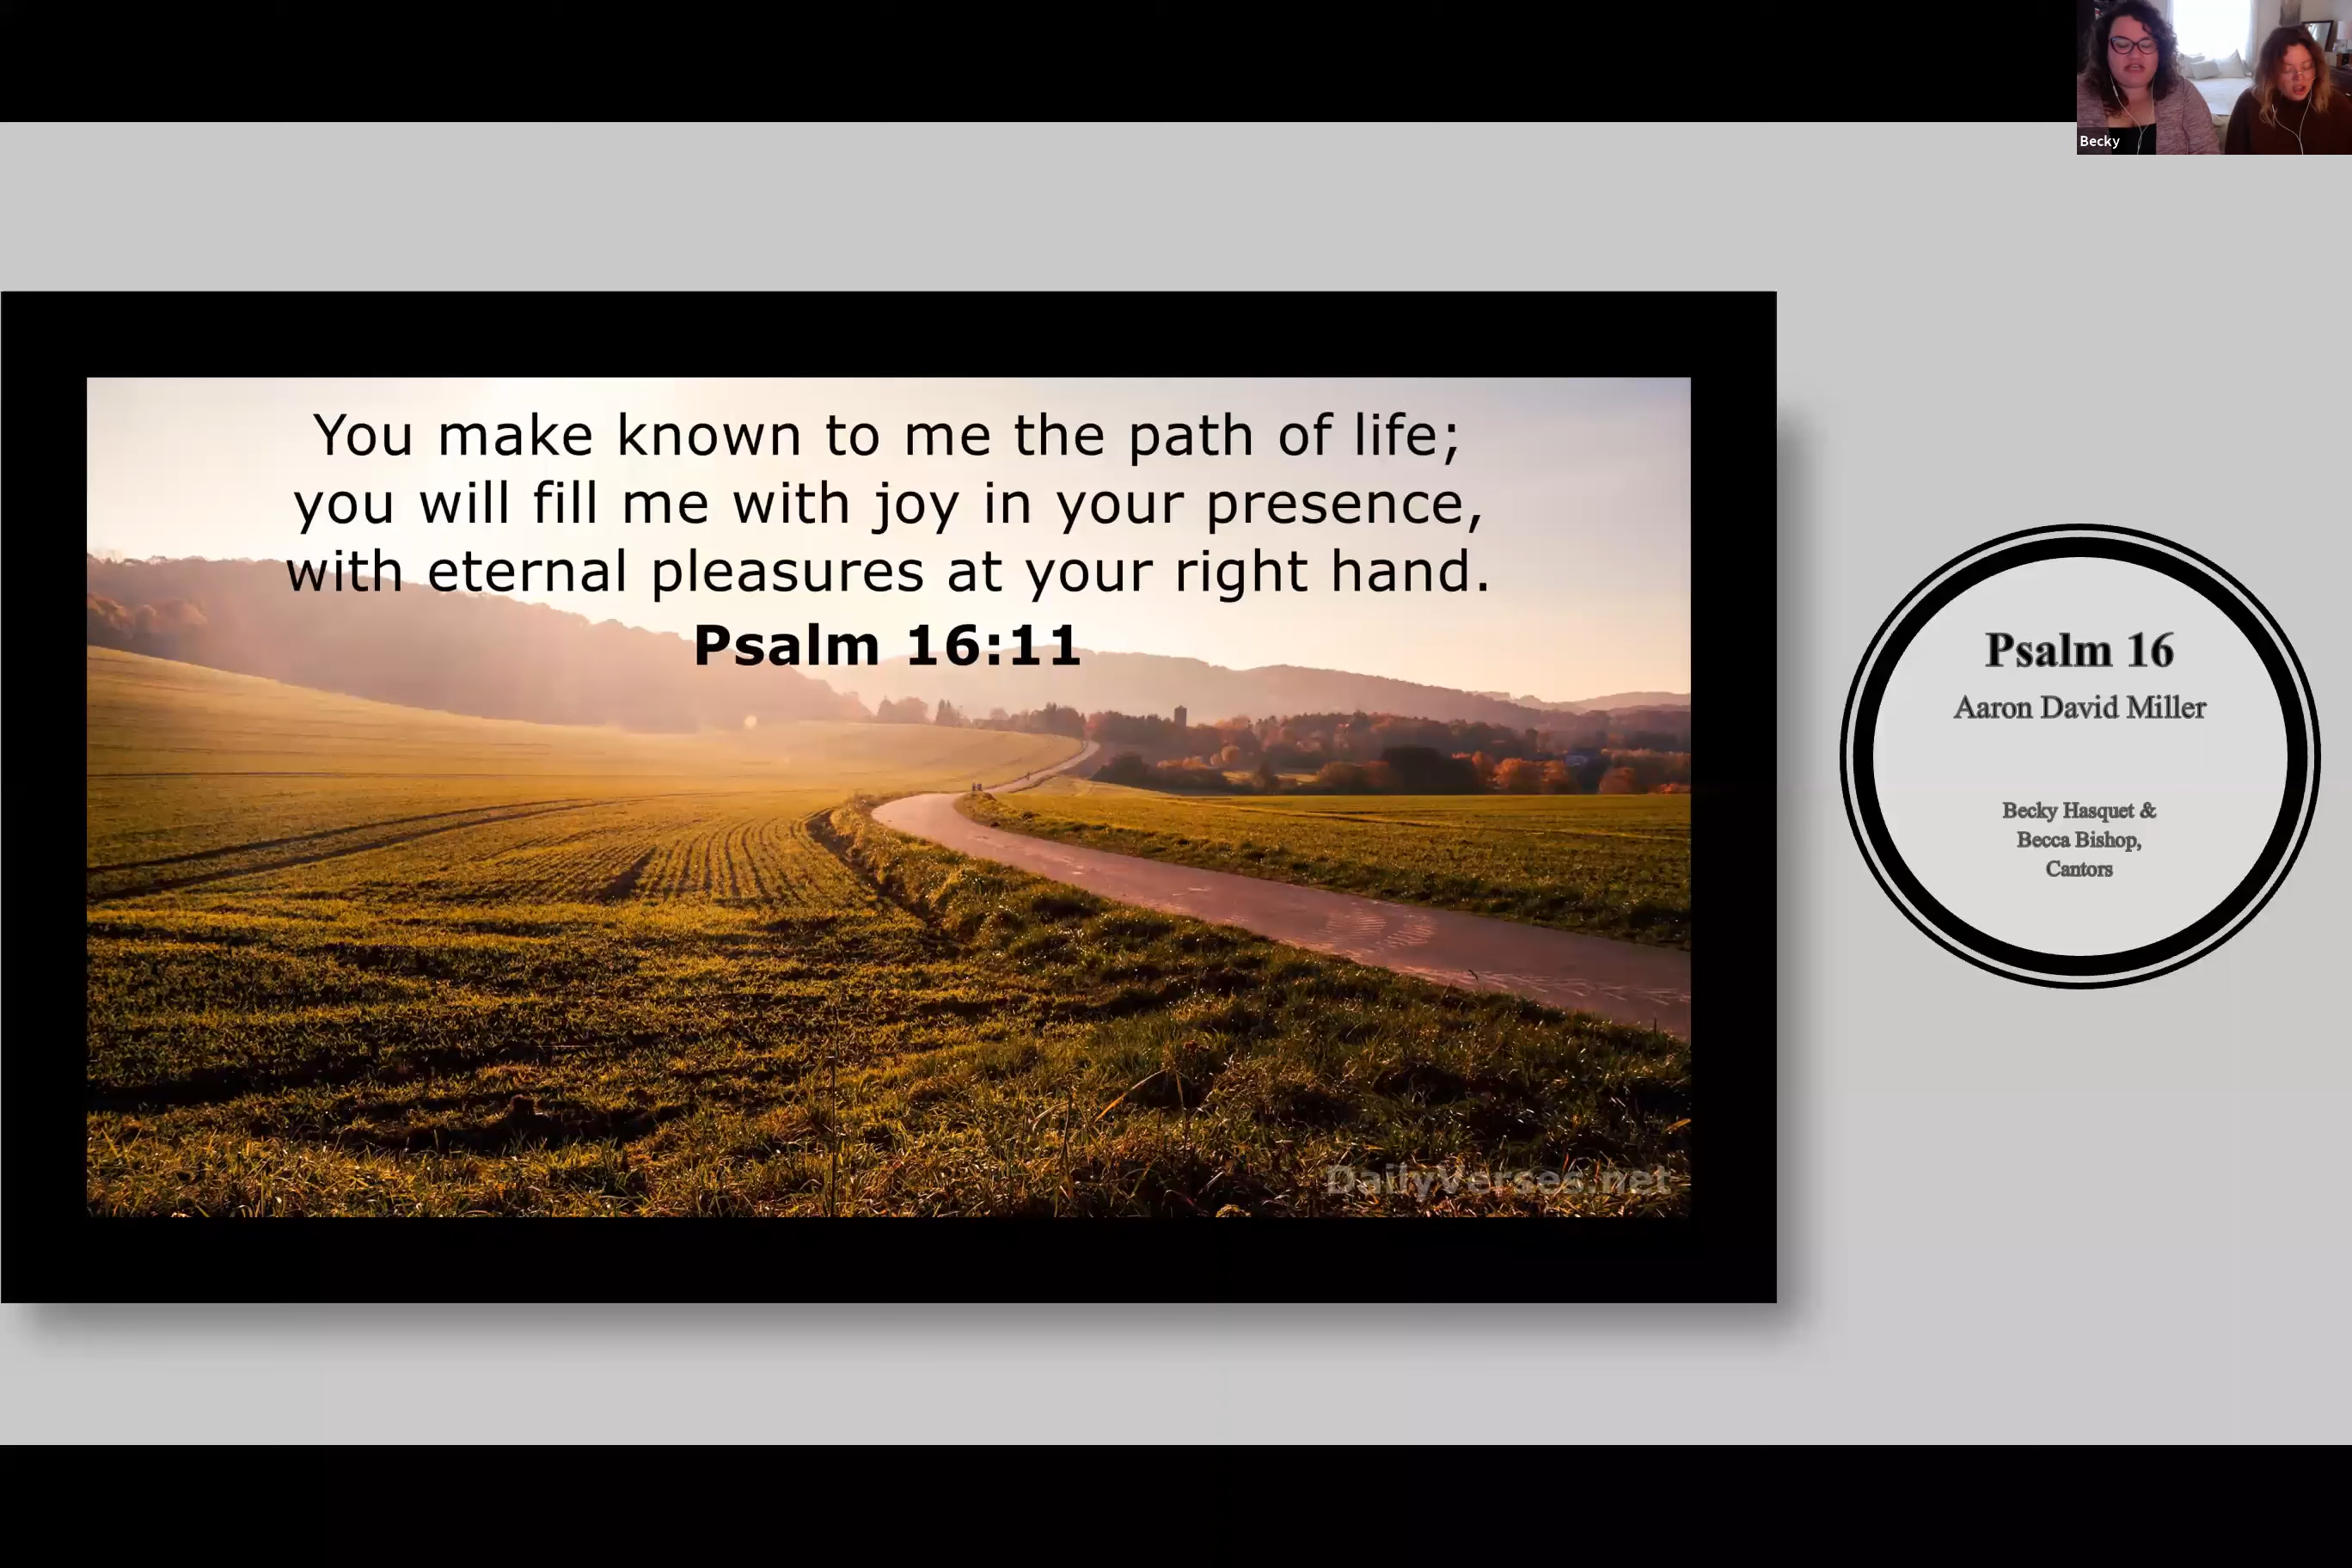 Becky
You make known to me the path of life;
you will fill me with joy in your presence,
with eternal pleasures at your right hand.
Psalm 16:11
DailyVerses.net
Psalm 16
Aaron David Miller
Becky Hasquet &
Becca Bishop,
Cantors